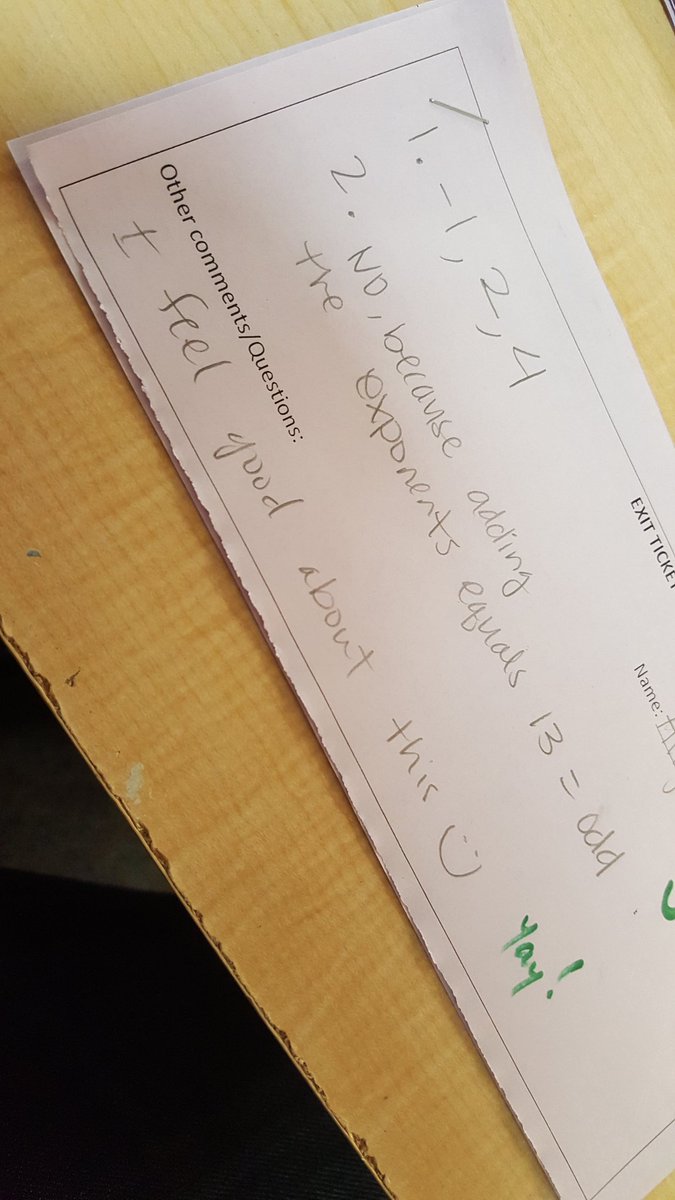 EXIT TICKET
Name:
1. -1, 2, 4
2. NO, because adding
the exponents equals 13 = odd
Other comments/Questions:
I feel good about this :)
yay!